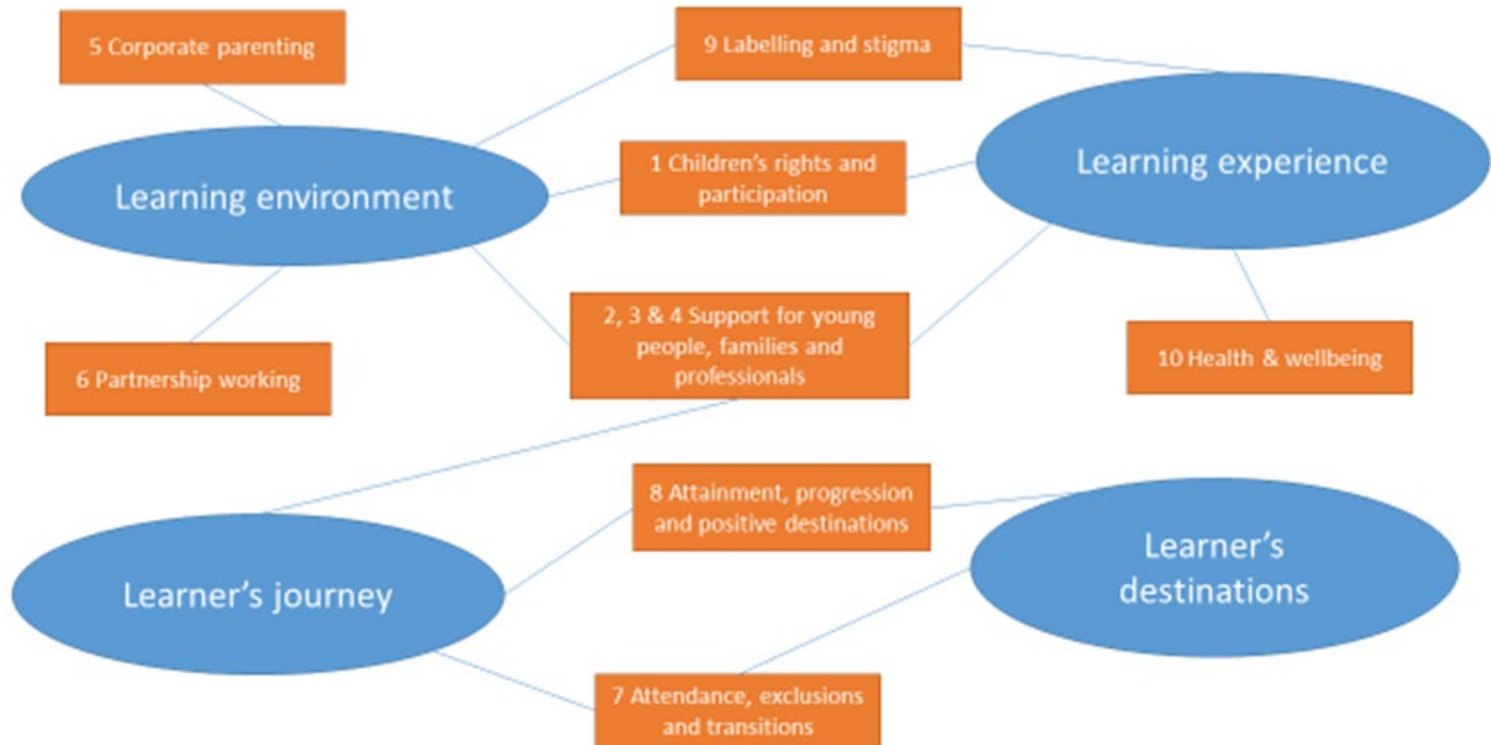 5 Corporate parenting
9 Labelling and stigma
Learning environment
1 Children’s rights and
participation
Learning experience
6 Partnership working
2, 3 & 4 Support for young
people, families and
professionals
10 Health & wellbeing
8 Attainment, progression
and positive destinations
Learner’s journey
Learner’s
destinations
7 Attendance, exclusions
and transitions